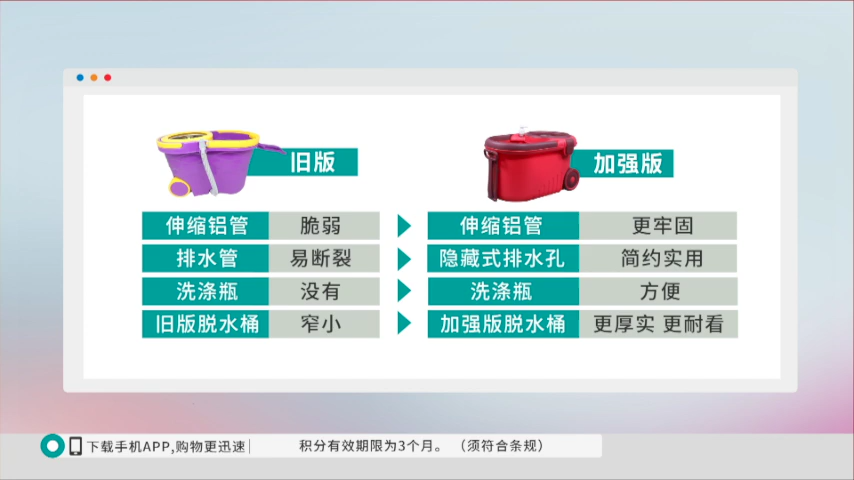 旧版
加强版
伸缩铝管 脆弱 伸缩铝管 更牢固
排水管 易断裂 隐藏式排水孔 简约实用
洗涤瓶 没有 洗涤瓶 方便
旧版脱水桶 窄小 加强版脱水桶 更厚实 更耐看
下载手机APP,购物更迅速 积分有效期限为3个月。（须符合条规）